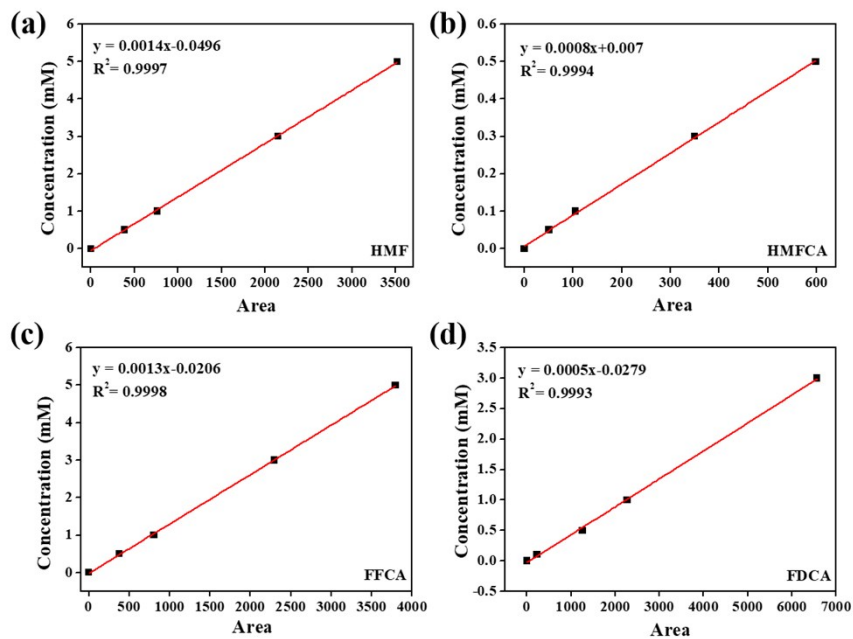 (a)
y = 0.0014x-0.0496
R²= 0.9997
6
5
4
3
2
1
0
Concentration (mM)
HMF
0 500 1000 1500 2000 2500 3000 3500
Area
(b)
y = 0.0008x+0.007
R²= 0.9994
0.6
0.5
0.4
0.3
0.2
0.1
0.0
Concentration (mM)
HMFCA
0 100 200 300 400 500 600
Area
(c)
y = 0.0013x-0.0206
R²= 0.9998
6
5
4
3
2
1
0
Concentration (mM)
FFCA
0 500 1000 1500 2000 2500 3000 3500 4000
Area
(d)
y = 0.0005x-0.0279
R²= 0.9993
3.5
3.0
2.5
2.0
1.5
1.0
0.5
0.0
-0.5
Concentration (mM)
FDCA
0 1000 2000 3000 4000 5000 6000 7000
Area